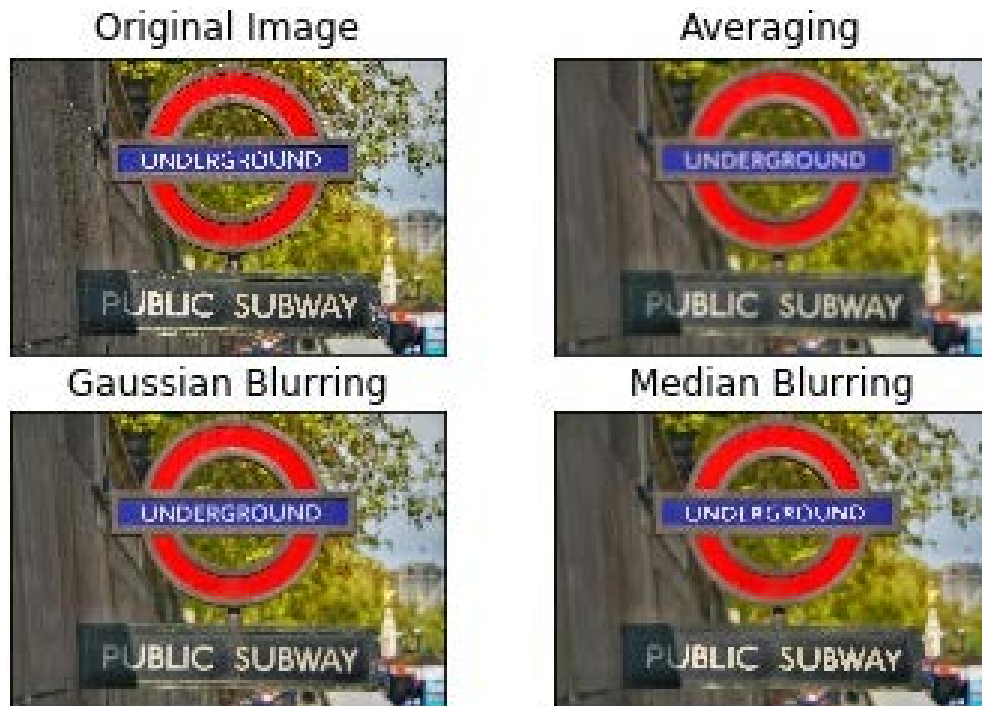 Original Image
Averaging
UNDERGROUND
PUBLIC SUBWAY
UNDERGROUND
PUBLIC SUBWAY
Gaussian Blurring
Median Blurring
UNDERGROUND
PUBLIC SUBWAY
UNDERGROUND
PUBLIC SUBWAY